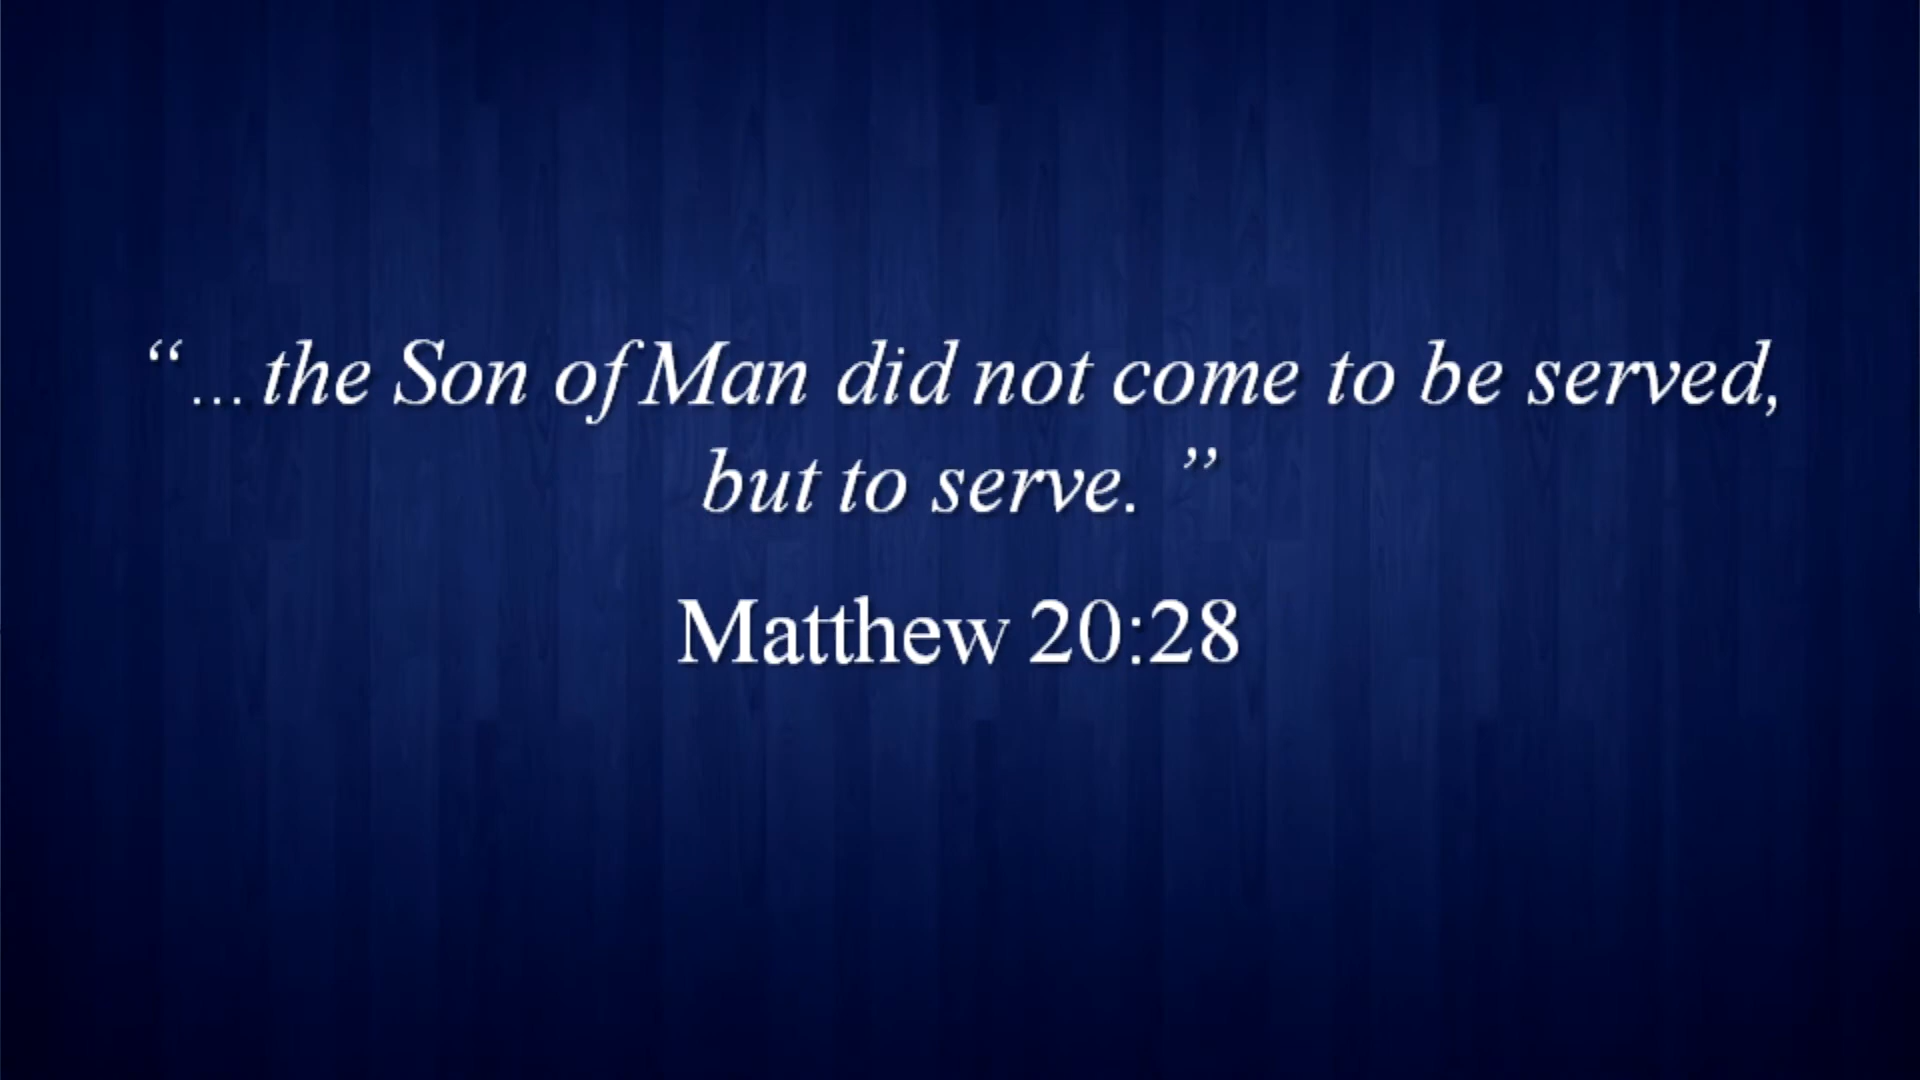 “…the Son of Man did not come to be served,
but to serve. ”
Matthew 20:28